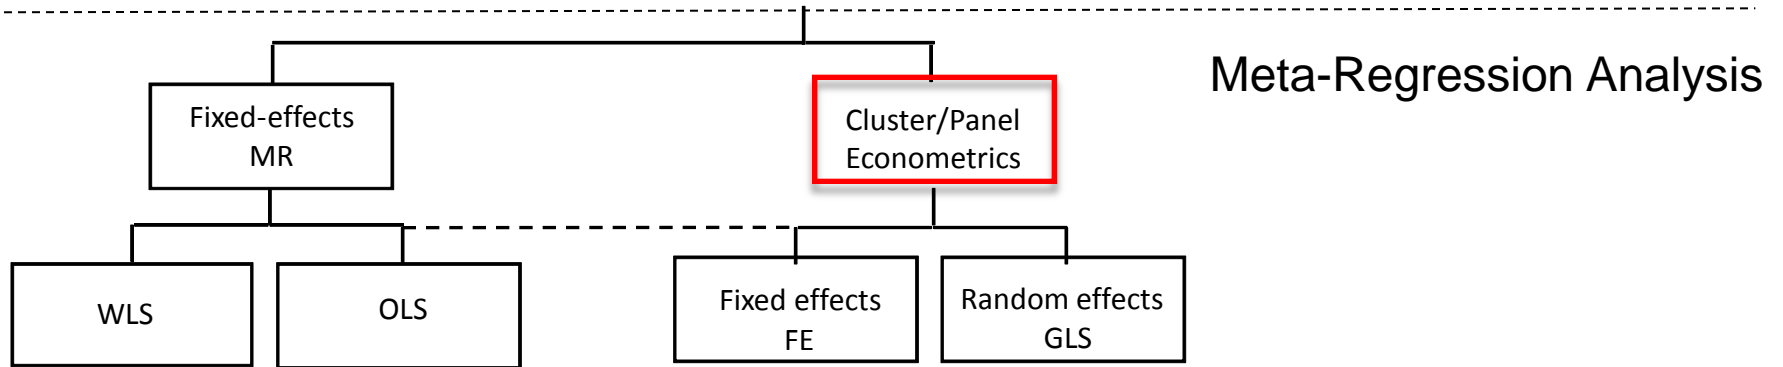 Meta-Regression Analysis
Fixed-effects
MR
Cluster/Panel
Econometrics
WLS
OLS
Fixed effects
FE
Random effects
GLS